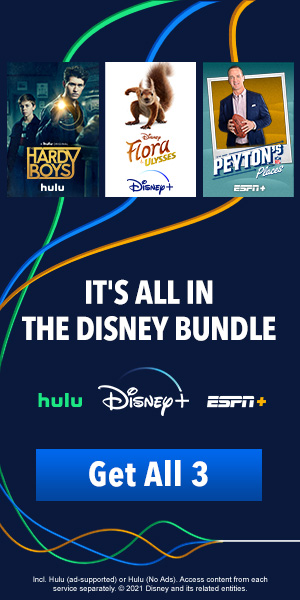 A Hulu ORIGINAL
HARDY
BOYS
hulu
Disney
Flora
& ULYSSES
Disney+
PEYTON'S
Places
ESPN+
IT'S ALL IN
THE DISNEY BUNDLE
hulu Disney+ ESPN+
Get All 3
Incl. Hulu (ad-supported) or Hulu (No Ads). Access content from each
service separately. © 2021 Disney and its related entities.